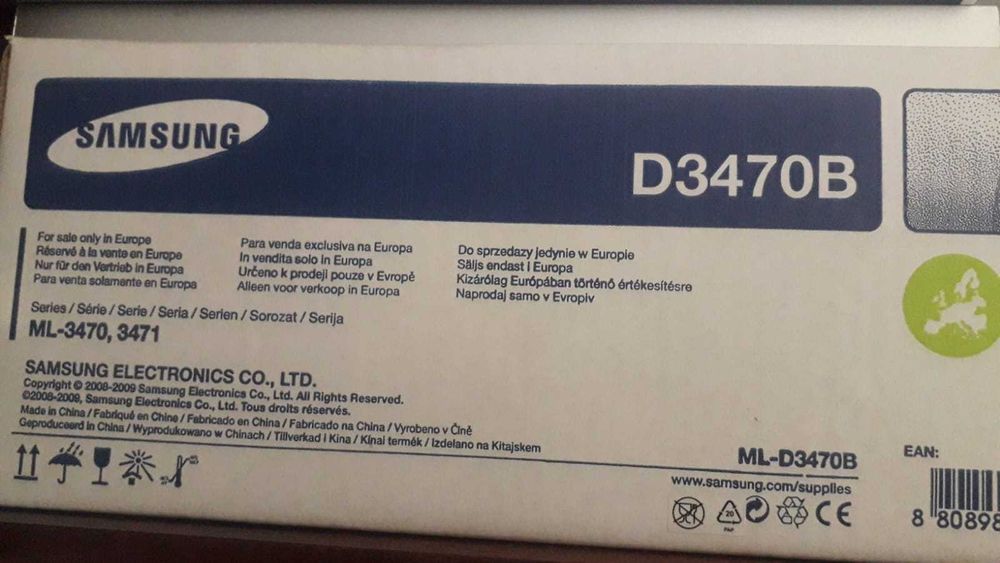 SAMSUNG
D3470B
For sale only in Europe
Réservé à la vente en Europe
Nur für den Vertrieb in Europa
Para venta solamente en Europa
Para venda exclusiva na Europa
In vendita solo in Europa
Určeno k prodeji pouze v Evropě
Alleen voor verkoop in Europa
Do sprzedazy jedynie w Europie
Säljs endast i Europa
Kizárólag Európában történő értékesítésre
Naprodaj samo v Evropiv
Series / Série / Serie / Seria / Serien / Sorozat / Serija
ML-3470, 3471
SAMSUNG ELECTRONICS CO., LTD.
Copyright © 2008-2009 Samsung Electronics Co., Ltd. All Rights Reserved.
©2008-2009, Samsung Electronics Co., Ltd. Tous droits réservés.
Made in China / Fabriqué en Chine / Fabricado en China / Fabricado na China / Vyrobeno v Číně
Geproduceerd in China / Wyprodukowano w Chinach / Tillverkad i Kina / Kínai termék / Izdelano na Kitajskem
ML-D3470B
www.samsung.com/supplies
20
PAP
CE
EAN:
8 80898